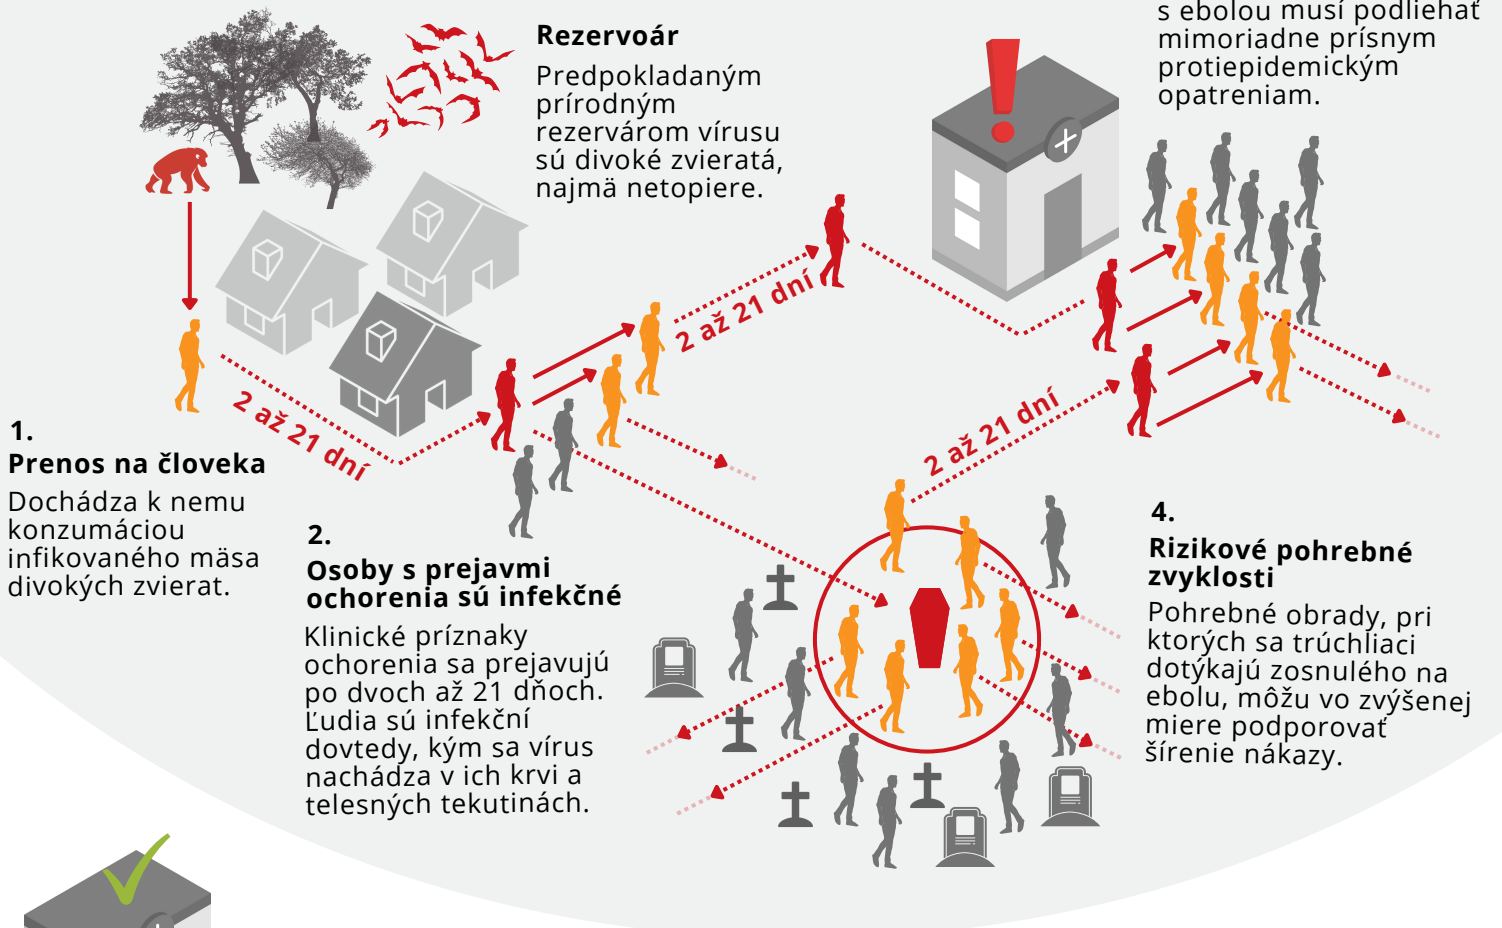 Rezervoár
Predpokladaným
prírodným
rezervárom vírusu
sú divoké zvieratá,
najmä netopiere.
s ebolou musí podliehať
mimoriadne prísnym
protiepidemickým
opatreniam.
2 až 21 dní
2 až 21 dní
2 až 21 dní
1.
Prenos na človeka
Dochádza k nemu
konzumáciou
infikovaného mäsa
divokých zvierat.
2.
Osoby s prejavmi
ochorenia sú infekčné
Klinické príznaky
ochorenia sa prejavujú
po dvoch až 21 dňoch.
Ľudia sú infekční
dovtedy, kým sa vírus
nachádza v ich krvi a
telesných tekutinách.
4.
Rizikové pohrebné
zvyklosti
Pohrebné obrady, pri
ktorých sa trúchliaci
dotýkajú zosnulého na
ebolu, môžu vo zvýšenej
miere podporovať
šírenie nákazy.